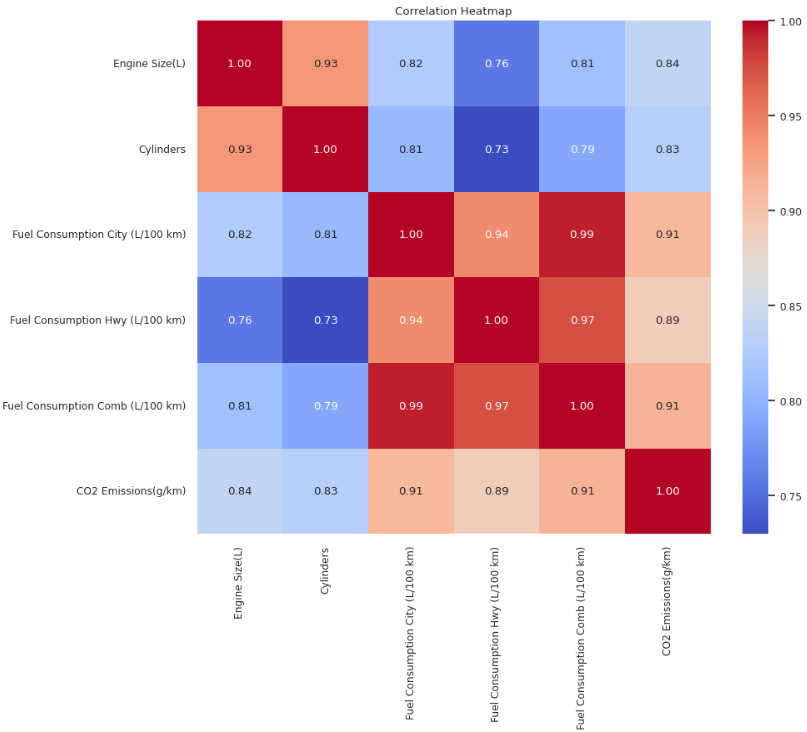 Correlation Heatmap
Engine Size(L) 1.00 0.93 0.82 0.76 0.81 0.84
Cylinders 0.93 1.00 0.81 0.73 0.79 0.83
Fuel Consumption City (L/100 km) 0.82 0.81 1.00 0.94 0.99 0.91
Fuel Consumption Hwy (L/100 km) 0.76 0.73 0.94 1.00 0.97 0.89
Fuel Consumption Comb (L/100 km) 0.81 0.79 0.99 0.97 1.00 0.91
CO2 Emissions(g/km) 0.84 0.83 0.91 0.89 0.91 1.00
Engine Size(L)
Cylinders
Fuel Consumption City (L/100 km)
Fuel Consumption Hwy (L/100 km)
Fuel Consumption Comb (L/100 km)
CO2 Emissions(g/km)
1.00
0.95
0.90
0.85
0.80
0.75